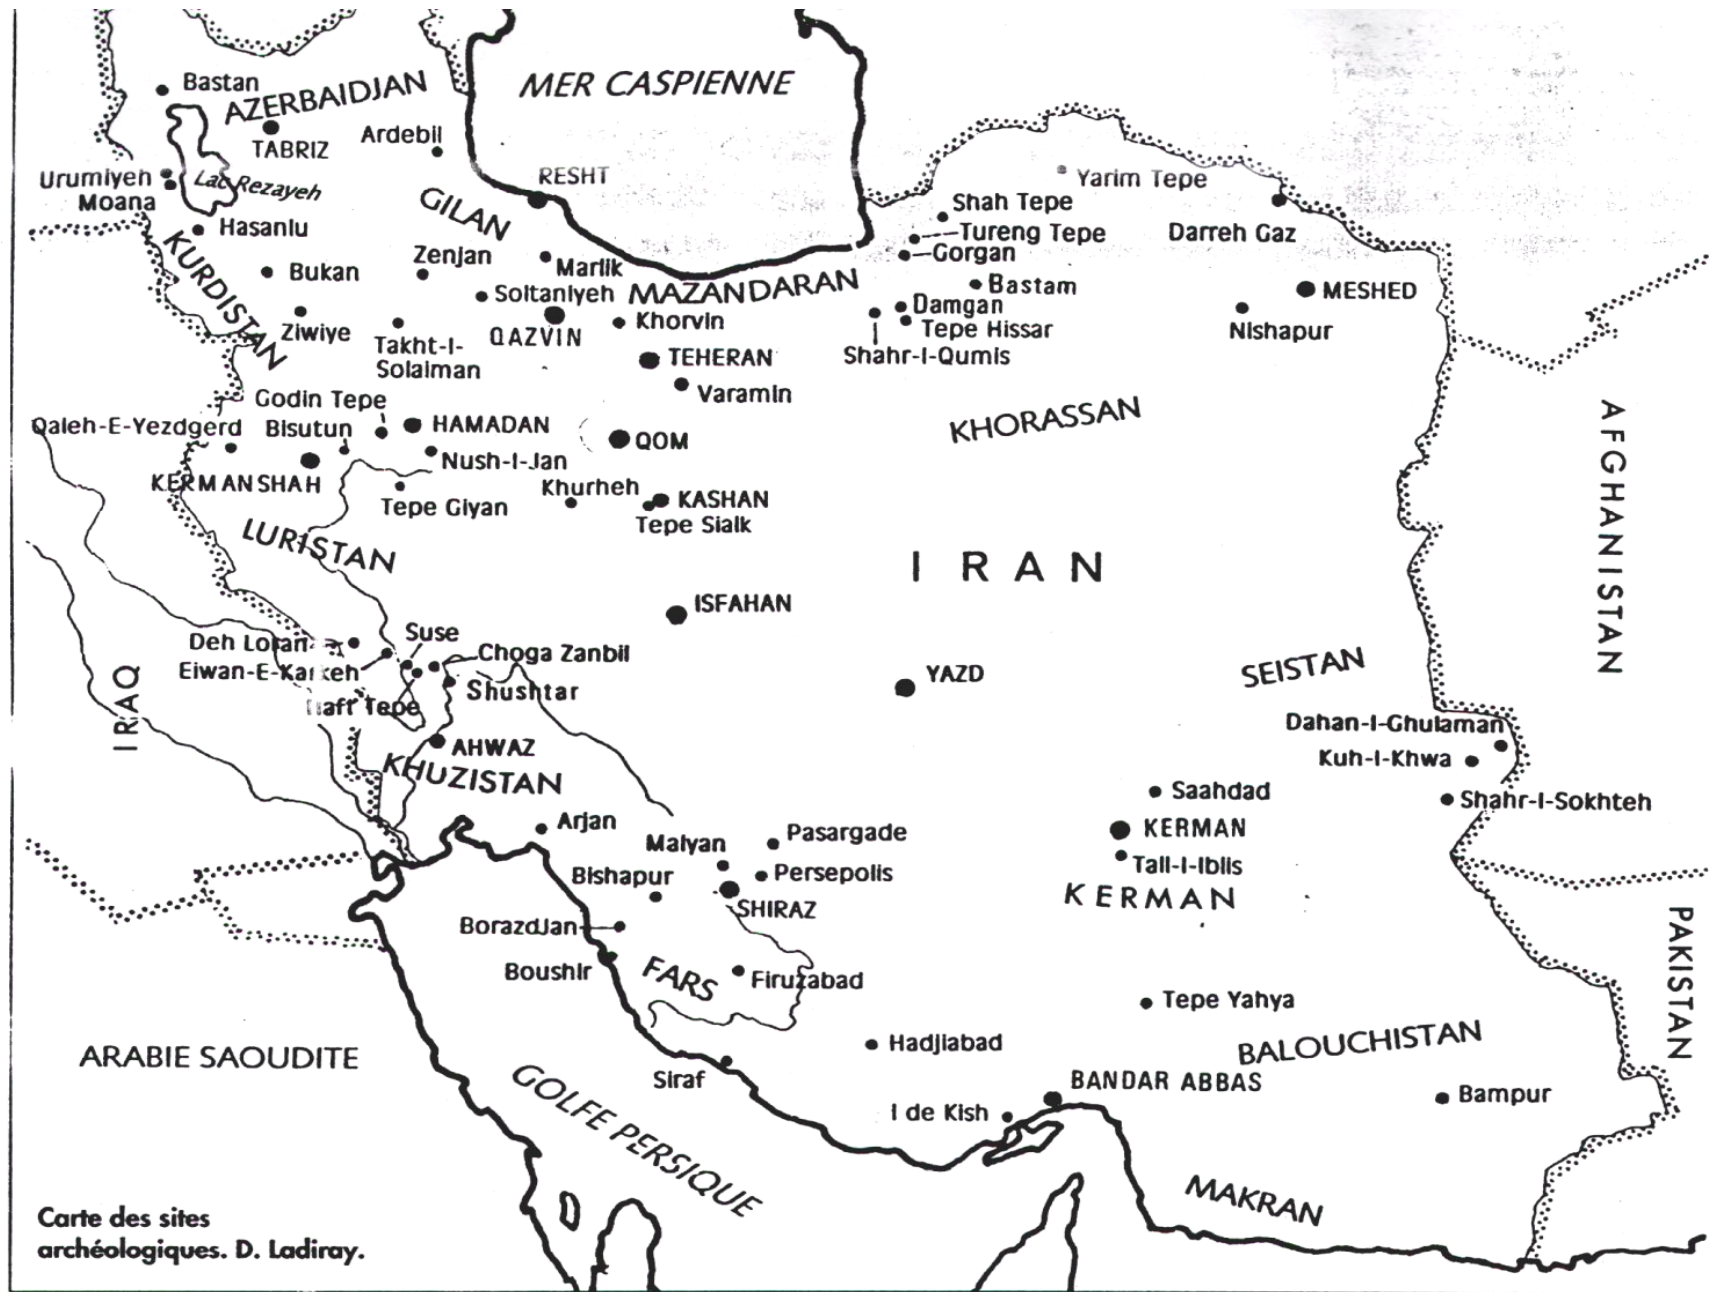 MER CASPIENNE
Bastan
AZERBAIDJAN
TABRIZ
Ardebil
Urumiyeh
Moana
Lac Rezayeh
RESHT
GILAN
Hasanlu
KURDISTAN
Bukan
Zenjan
Marlik
Soltaniyeh
MAZANDARAN
Ziwiye
Takht-I-
Solaiman
QAZVIN
Khorvin
TEHERAN
Varamin
Yarim Tepe
Shah Tepe
Tureng Tepe
Gorgan
Darreh Gaz
Bastam
Damgan
Tepe Hissar
Shahr-I-Qumis
MESHED
Nishapur
KHORASSAN
AFGHANISTAN
Godin Tepe
Qaleh-E-Yezdgerd
Bisutun
HAMADAN
QOM
Nush-I-Jan
KERMANSHAH
Tepe Giyan
Khurheh
KASHAN
Tepe Sialk
LURISTAN
IRAN
ISFAHAN
Deh Loran
Suse
Choga Zanbil
Eiwan-E-Karkeh
Shushtar
Haft Tepe
IRAQ
AHWAZ
KHUZISTAN
YAZD
SEISTAN
Dahan-I-Ghulaman
Kuh-I-Khwa
Shahr-I-Sokhteh
Saahdad
KERMAN
Tall-I-Iblis
KERMAN
Arjan
Malyan
Pasargade
Bishapur
Persepolis
SHIRAZ
Borazdjan
Boushir
FARS
Firuzabad
PAKISTAN
Tepe Yahya
Hadjiabad
BALOUCHISTAN
ARABIE SAOUDITE
GOLFE PERSIQUE
Siraf
I de Kish
BANDAR ABBAS
Bampur
MAKRAN
Carte des sites
archéologiques. D. Ladiray.